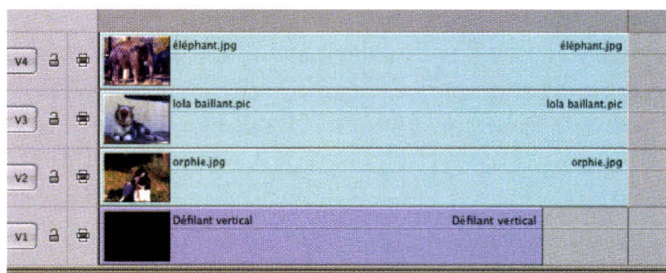 V4 éléphant.jpg éléphant.jpg
V3 lola baillant.pic lola baillant.pic
V2 orphie.jpg orphie.jpg
V1 Défilant vertical Défilant vertical